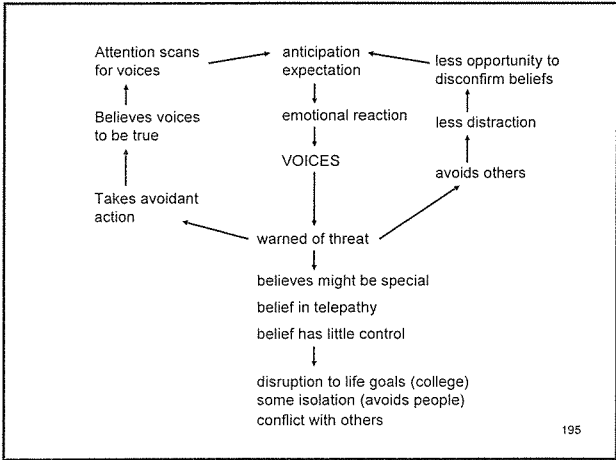 Attention scans
for voices
anticipation
expectation
less opportunity to
disconfirm beliefs
Believes voices
to be true
emotional reaction
less distraction
VOICES
avoids others
Takes avoidant
action
warned of threat
believes might be special
belief in telepathy
belief has little control
disruption to life goals (college)
some isolation (avoids people)
conflict with others
195